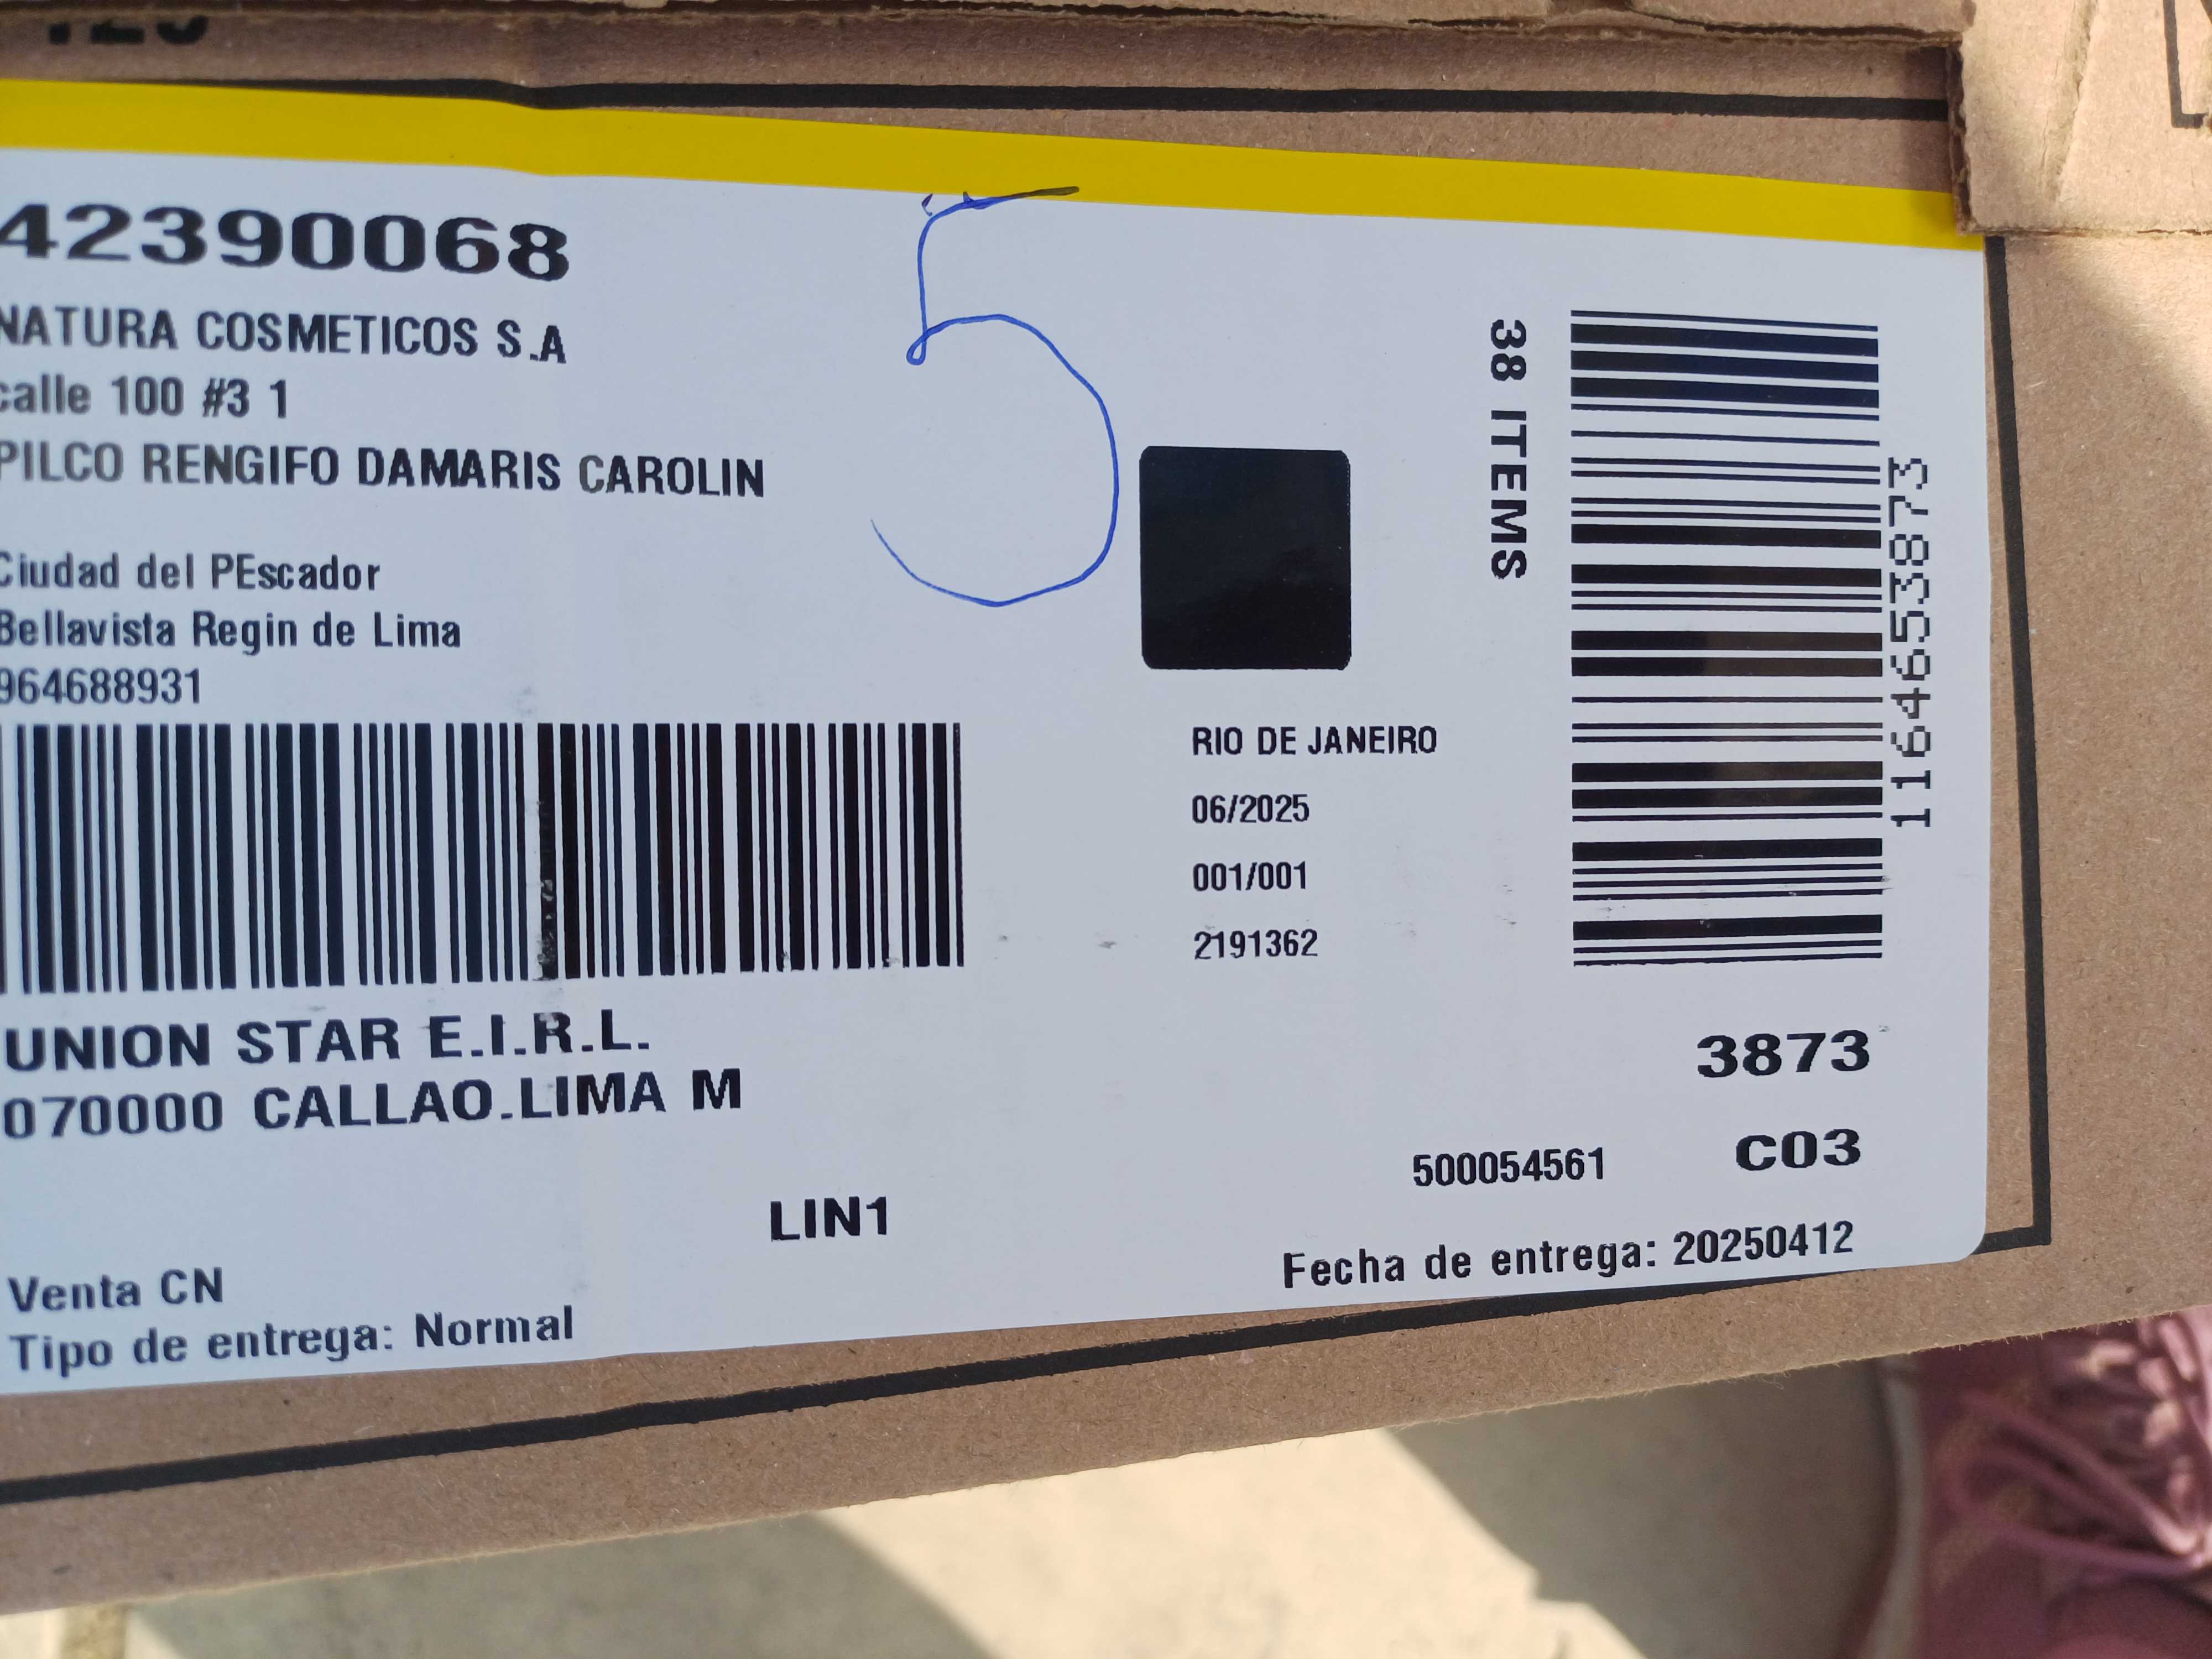 42390068
NATURA COSMETICOS S.A
calle 100 #3 1
PILCO RENGIFO DAMARIS CAROLIN
Ciudad del PEscador
Bellavista Regin de Lima
964688931
UNION STAR E.I.R.L.
070000 CALLAO.LIMA M
LIN1
Venta CN
Tipo de entrega: Normal
5
RIO DE JANEIRO
06/2025
001/001
2191362
38 ITEMS
1164653873
3873
C03
500054561
Fecha de entrega: 20250412